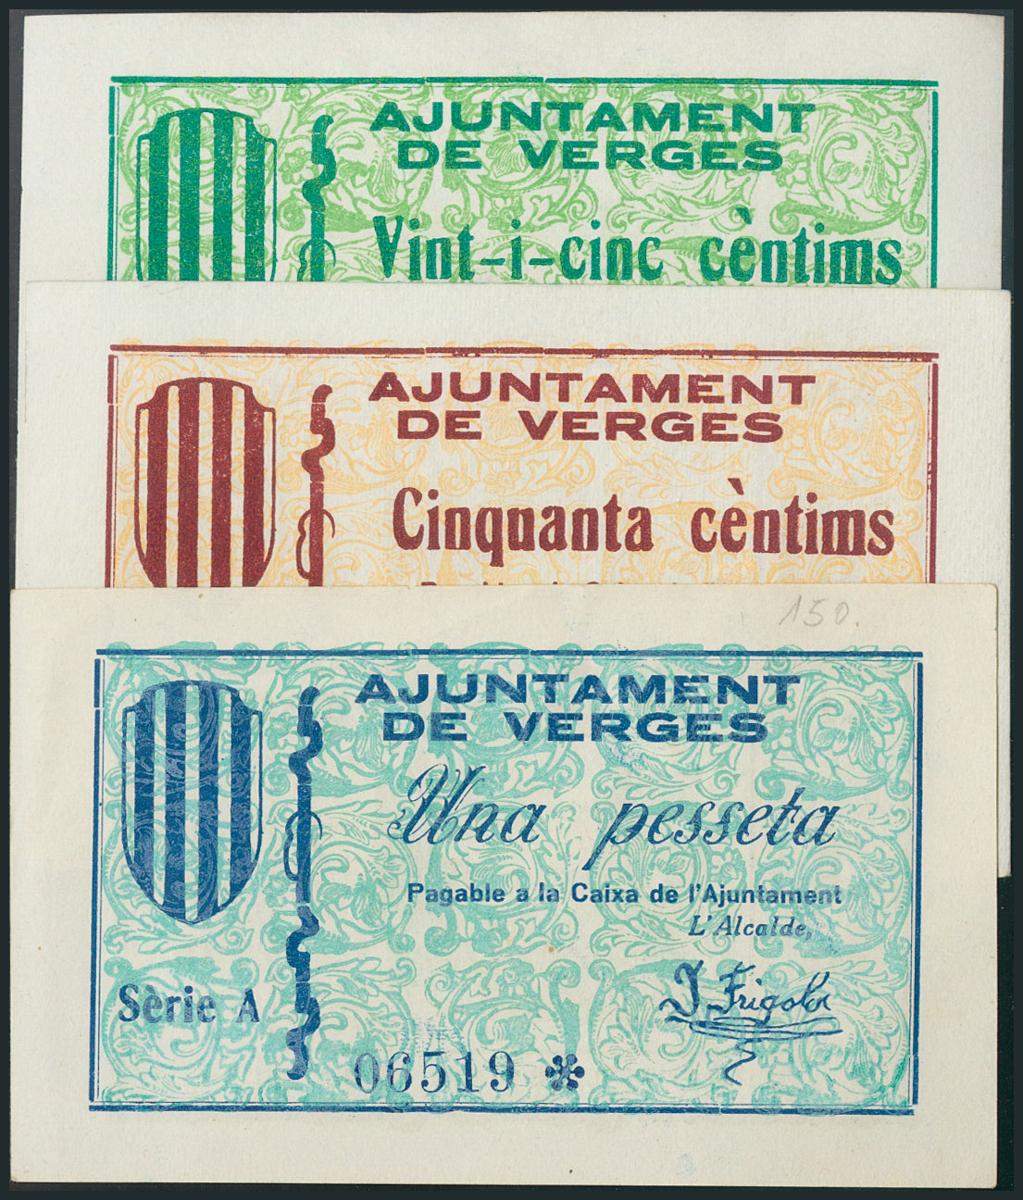 AJUNTAMENT
DE VERGES
Vint-i-cinc cèntims
AJUNTAMENT
DE VERGES
Cinquanta cèntims
150.
AJUNTAMENT
DE VERGES
Una pesseta
Pagable a la Caixa de l'Ajuntament
L'Alcalde,
J. Frigola
Sèrie A
06519 *